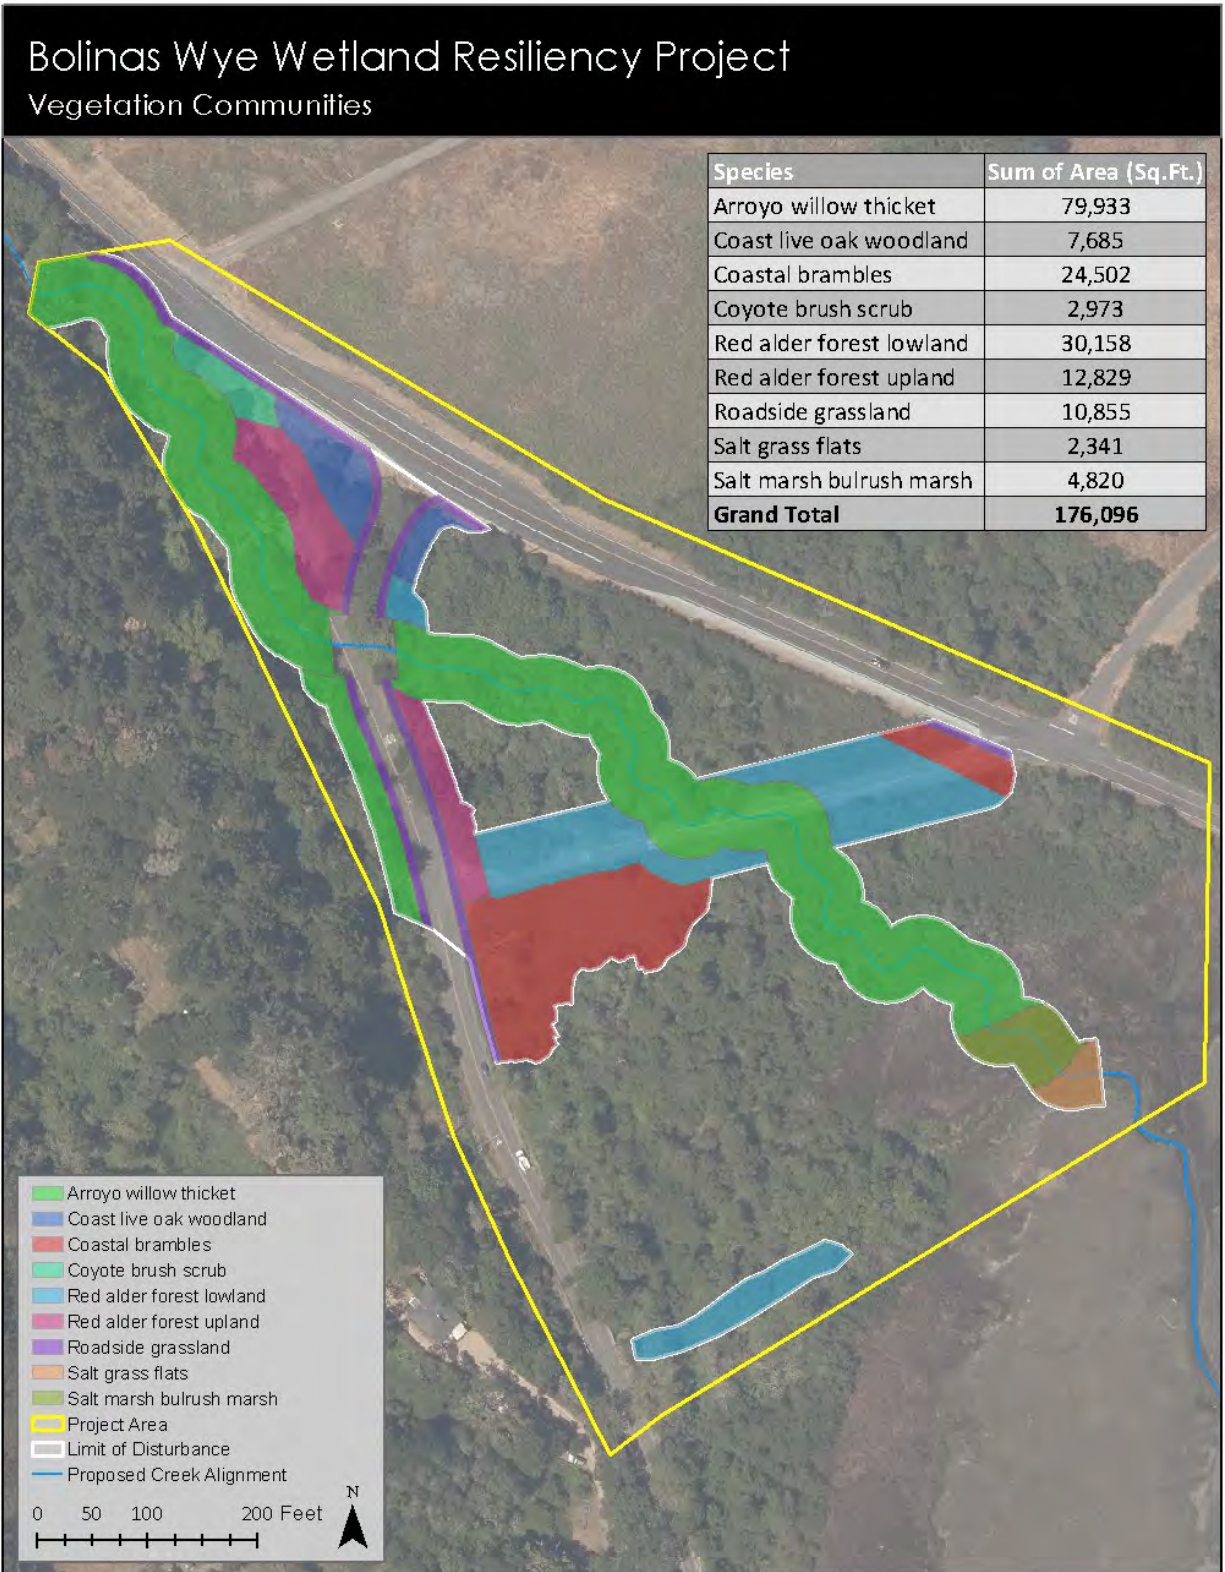 Bolinas Wye Wetland Resiliency Project
Vegetation Communities
Species Sum of Area (Sq.Ft.)
Arroyo willow thicket 79,933
Coast live oak woodland 7,685
Coastal brambles 24,502
Coyote brush scrub 2,973
Red alder forest lowland 30,158
Red alder forest upland 12,829
Roadside grassland 10,855
Salt grass flats 2,341
Salt marsh bulrush marsh 4,820
Grand Total 176,096
Arroyo willow thicket
Coast live oak woodland
Coastal brambles
Coyote brush scrub
Red alder forest lowland
Red alder forest upland
Roadside grassland
Salt grass flats
Salt marsh bulrush marsh
Project Area
Limit of Disturbance
Proposed Creek Alignment
N
0 50 100 200 Feet